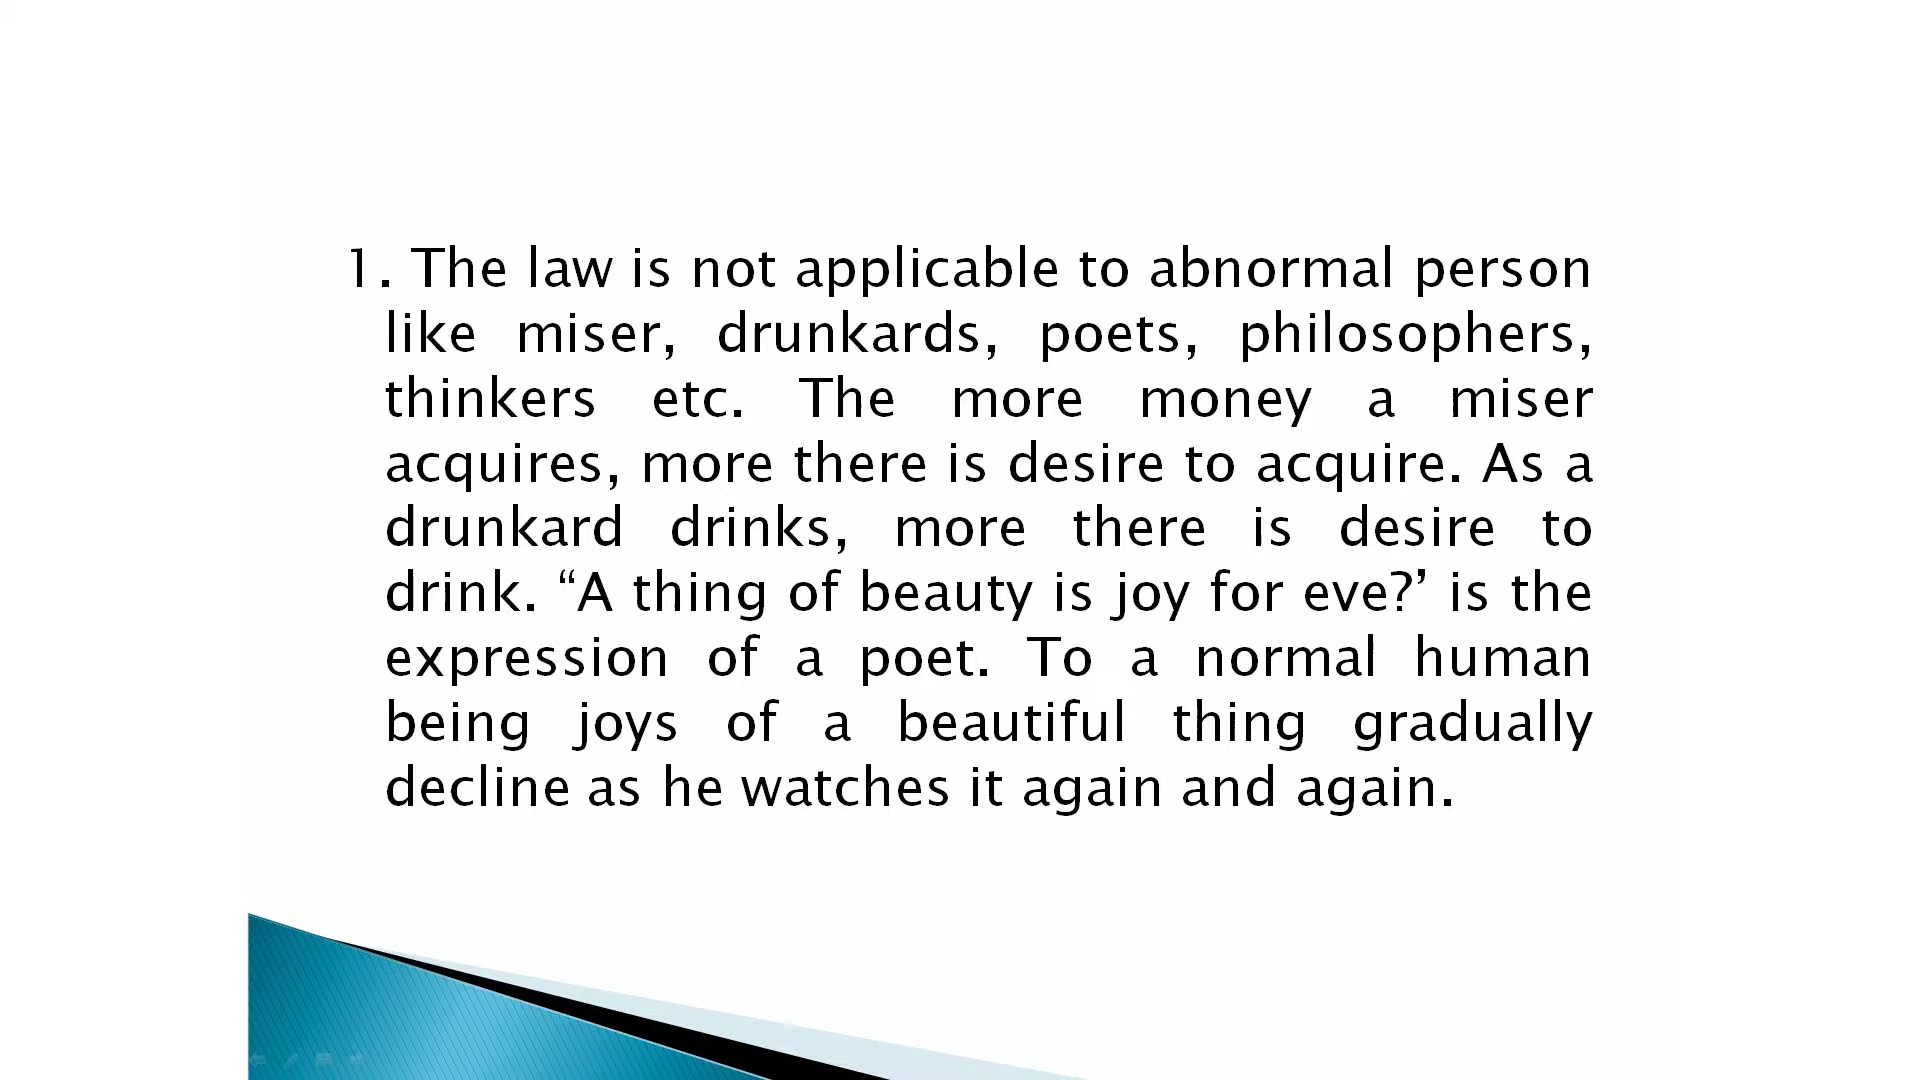 1. The law is not applicable to abnormal person
like miser, drunkards, poets, philosophers,
thinkers etc. The more money a miser
acquires, more there is desire to acquire. As a
drunkard drinks, more there is desire to
drink. “A thing of beauty is joy for eve?’ is the
expression of a poet. To a normal human
being joys of a beautiful thing gradually
decline as he watches it again and again.